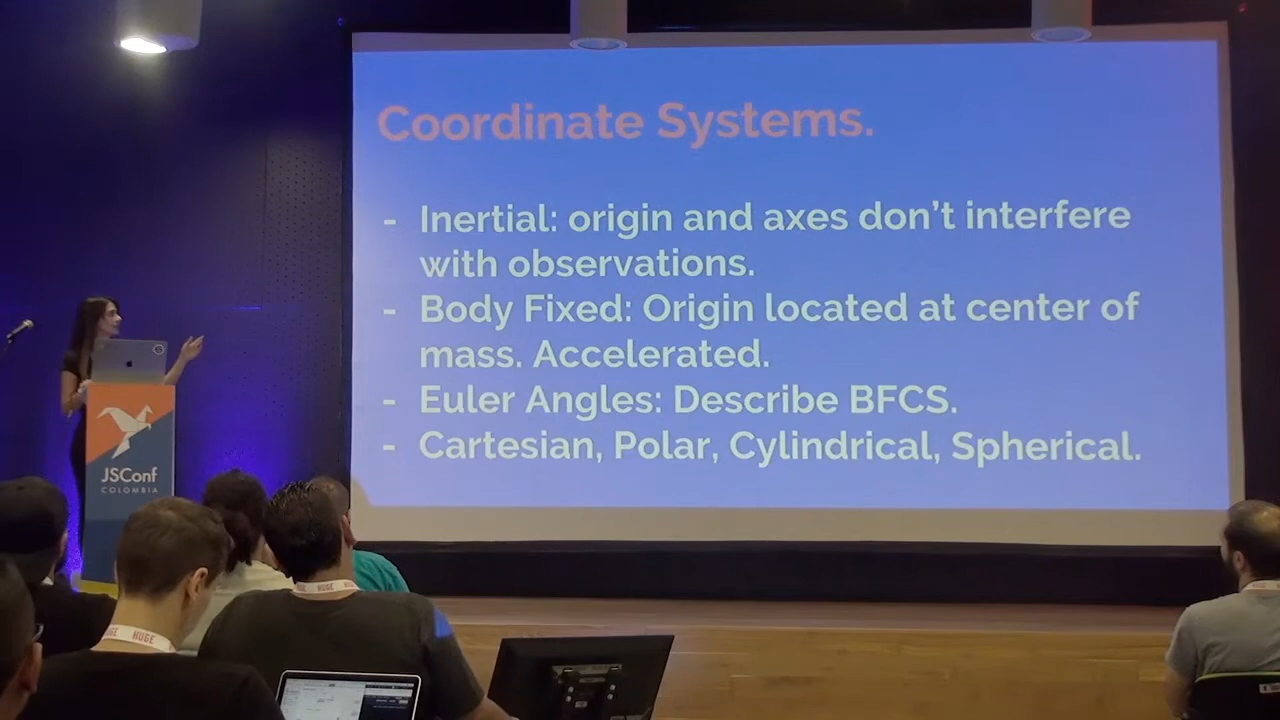 Coordinate Systems.
- Inertial: origin and axes don't interfere
with observations.
- Body Fixed: Origin located at center of
mass. Accelerated.
- Euler Angles: Describe BFCS.
- Cartesian, Polar, Cylindrical, Spherical.
JSConf
COLOMBIA
HUGE
HUGE
HUGE